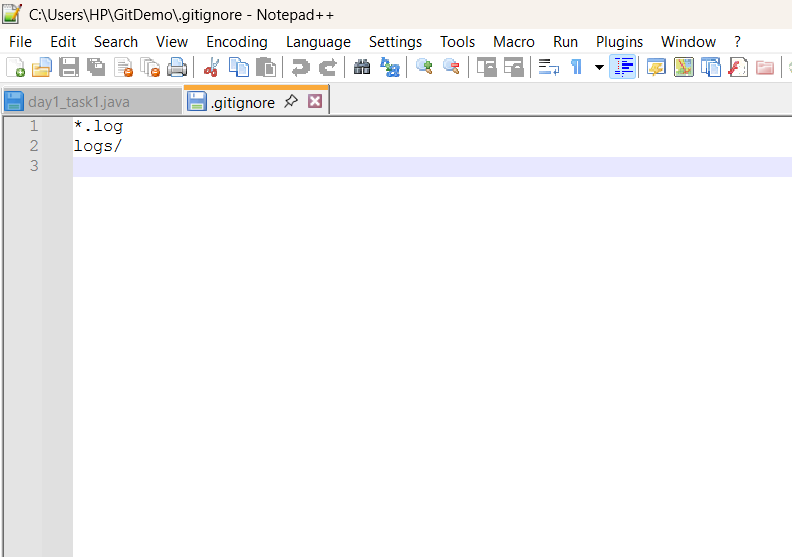 C:\Users\HP\GitDemo\.gitignore - Notepad++
File Edit Search View Encoding Language Settings Tools Macro Run Plugins Window ?
day1_task1.java .gitignore
1 *.log
2 logs/
3